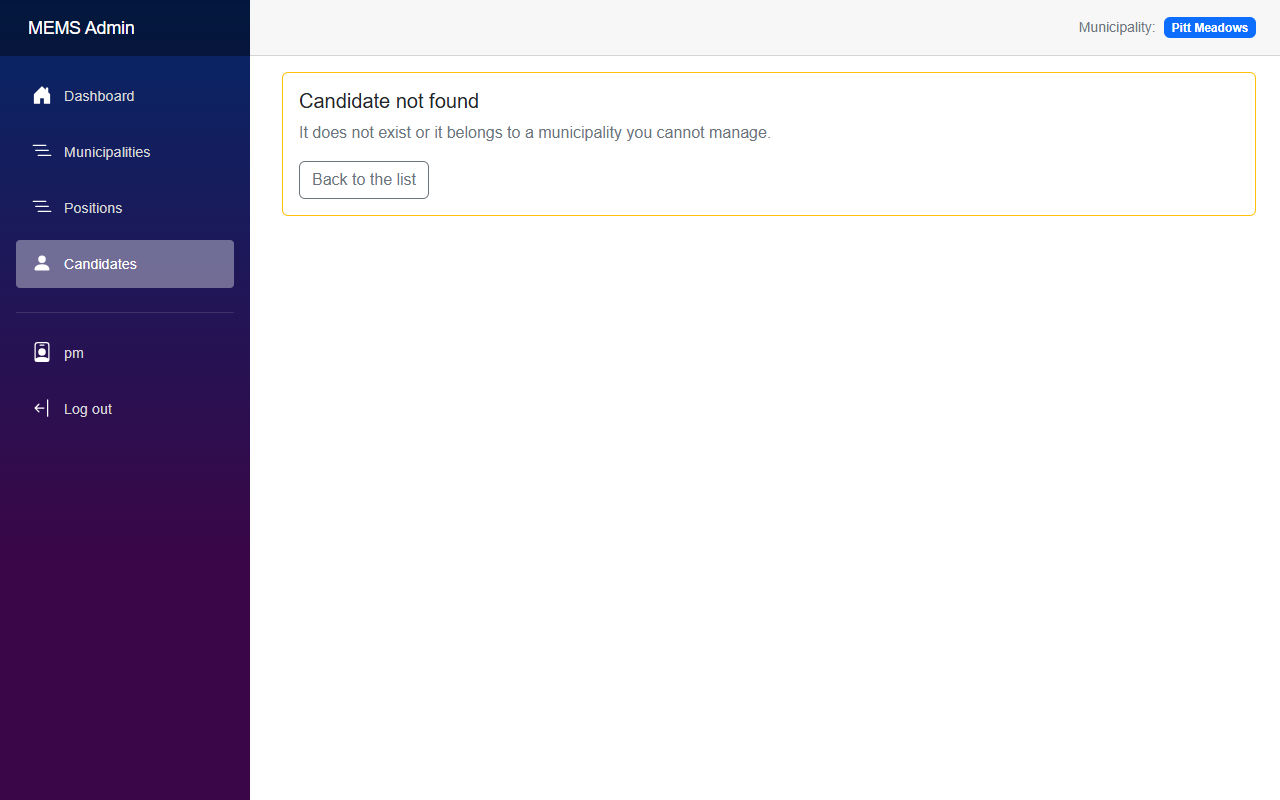 MEMS Admin
Municipality: Pitt Meadows
Dashboard
Municipalities
Positions
Candidates
pm
Log out
Candidate not found
It does not exist or it belongs to a municipality you cannot manage.
Back to the list